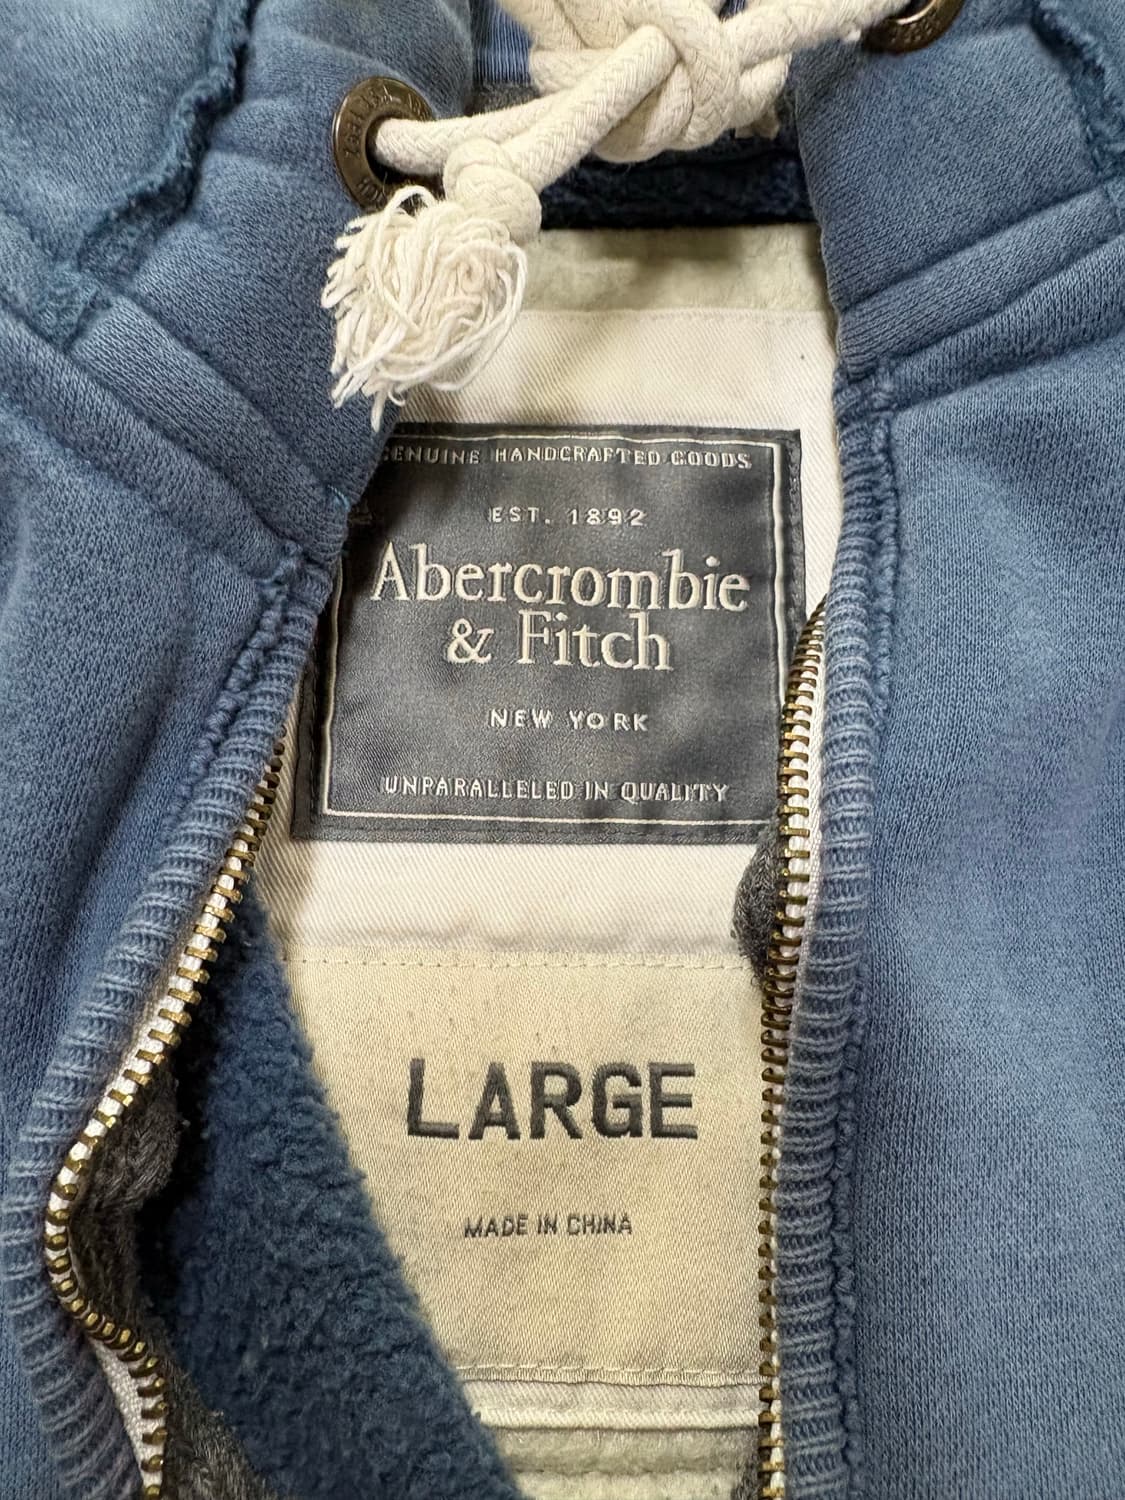 GENUINE HANDCRAFTED GOODS
EST. 1892
Abercrombie
& Fitch
NEW YORK
UNPARALLELED IN QUALITY
LARGE
MADE IN CHINA